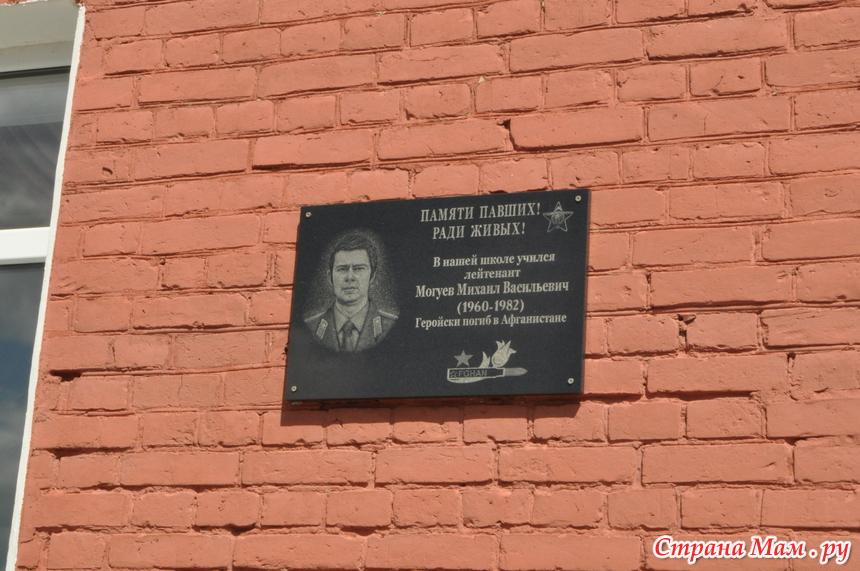 ПАМЯТИ ПАВШИХ!
РАДИ ЖИВЫХ!
В нашей школе учился
лейтенант
Могуев Михаил Васильевич
(1960-1982)
Геройски погиб в Афганистане
Страна Мам.ру